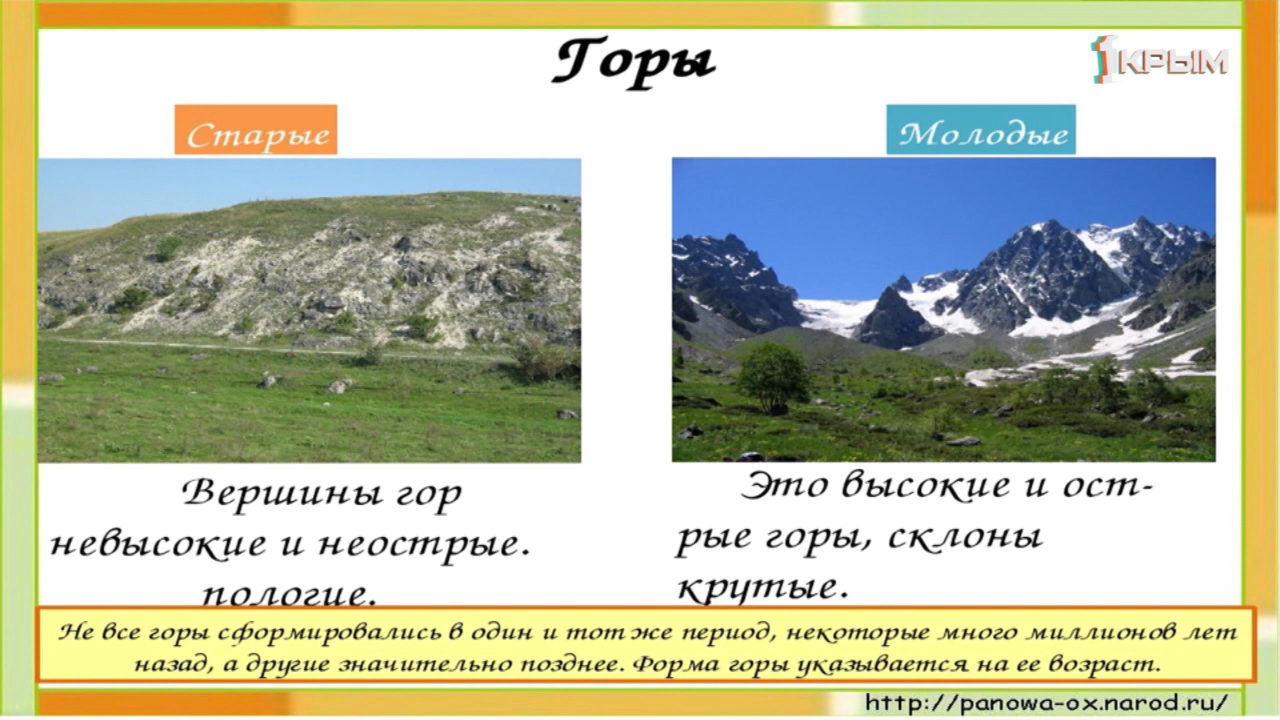 Горы
1 КРЫМ
Старые
Молодые
Вершины гор
невысокие и неострые.
пологие.
Это высокие и ост-
рые горы, склоны
крутые.
Не все горы сформировались в один и тот же период, некоторые много миллионов лет
назад, а другие значительно позднее. Форма горы указывается на ее возраст.
http://panowa-ox.narod.ru/